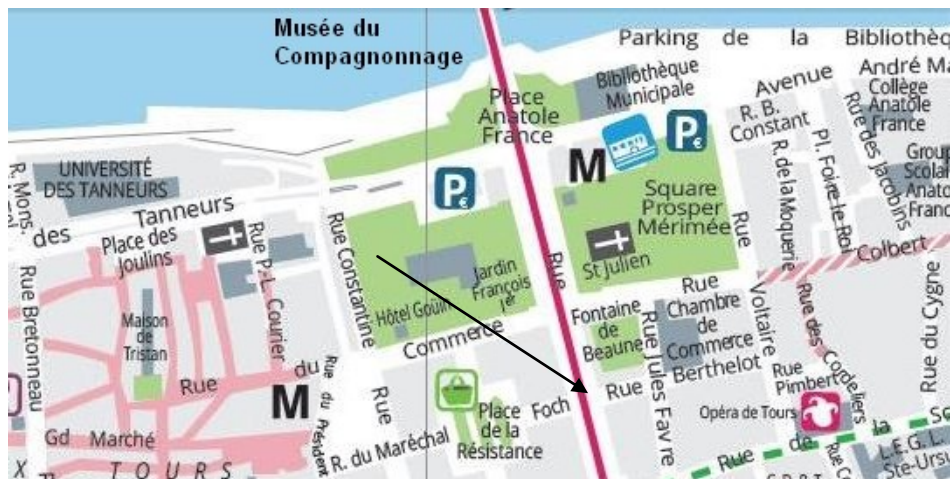 Musée du
Compagnonnage
Parking de la Bibliothèq
Bibliothèque
Municipale
Avenue
André Ma
Place
Anatole
France
R. B.
Constant
Collège
Anatole
France
Rue des Jacobins
Pl. Foire-le-Roi
R. de la Moquerie
P€
P€
M
UNIVERSITÉ
DES TANNEURS
R. Mons.
des Tanneurs
Place des
Joulins
Rue P.-L. Courier
Rue Constantine
Square
Prosper
Mérimée
St Julien
Group
Scolai
Anato
Franc
Colbert
Rue
Jardin
François
1er
Hôtel Goüin
Rue
Voltaire
Rue Bretonneau
Maison
de
Tristan
Commerce
Fontaine
de
Beaune
Rue
Chambre
de
Commerce
Rue Jules Favre
Rue Berthelot
Rue des Cordeliers
Rue du Cygne
Rue du
M
Rue du Président
Rue
Place
de la
Résistance
Foch
R. du Maréchal
Rue
Pimbert
Opéra de Tours
Gd Marché
X TOURS
Rue de la Sc
Rue Co
L.E.G. L.
Ste-Ursu